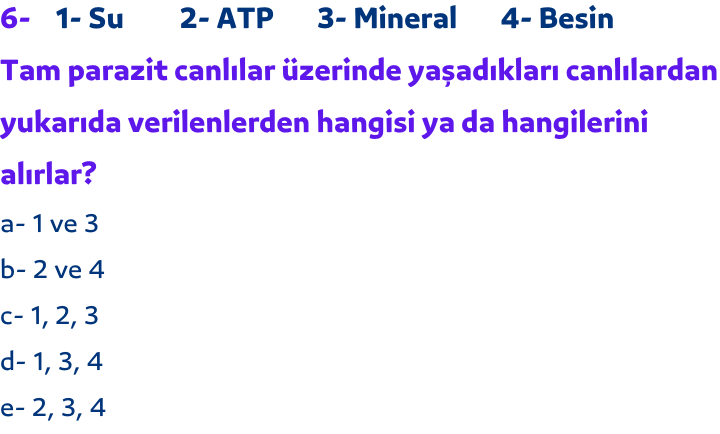 6- 1- Su 2- ATP 3- Mineral 4- Besin
Tam parazit canlılar üzerinde yaşadıkları canlılardan
yukarıda verilenlerden hangisi ya da hangilerini
alırlar?
a- 1 ve 3
b- 2 ve 4
c- 1, 2, 3
d- 1, 3, 4
e- 2, 3, 4